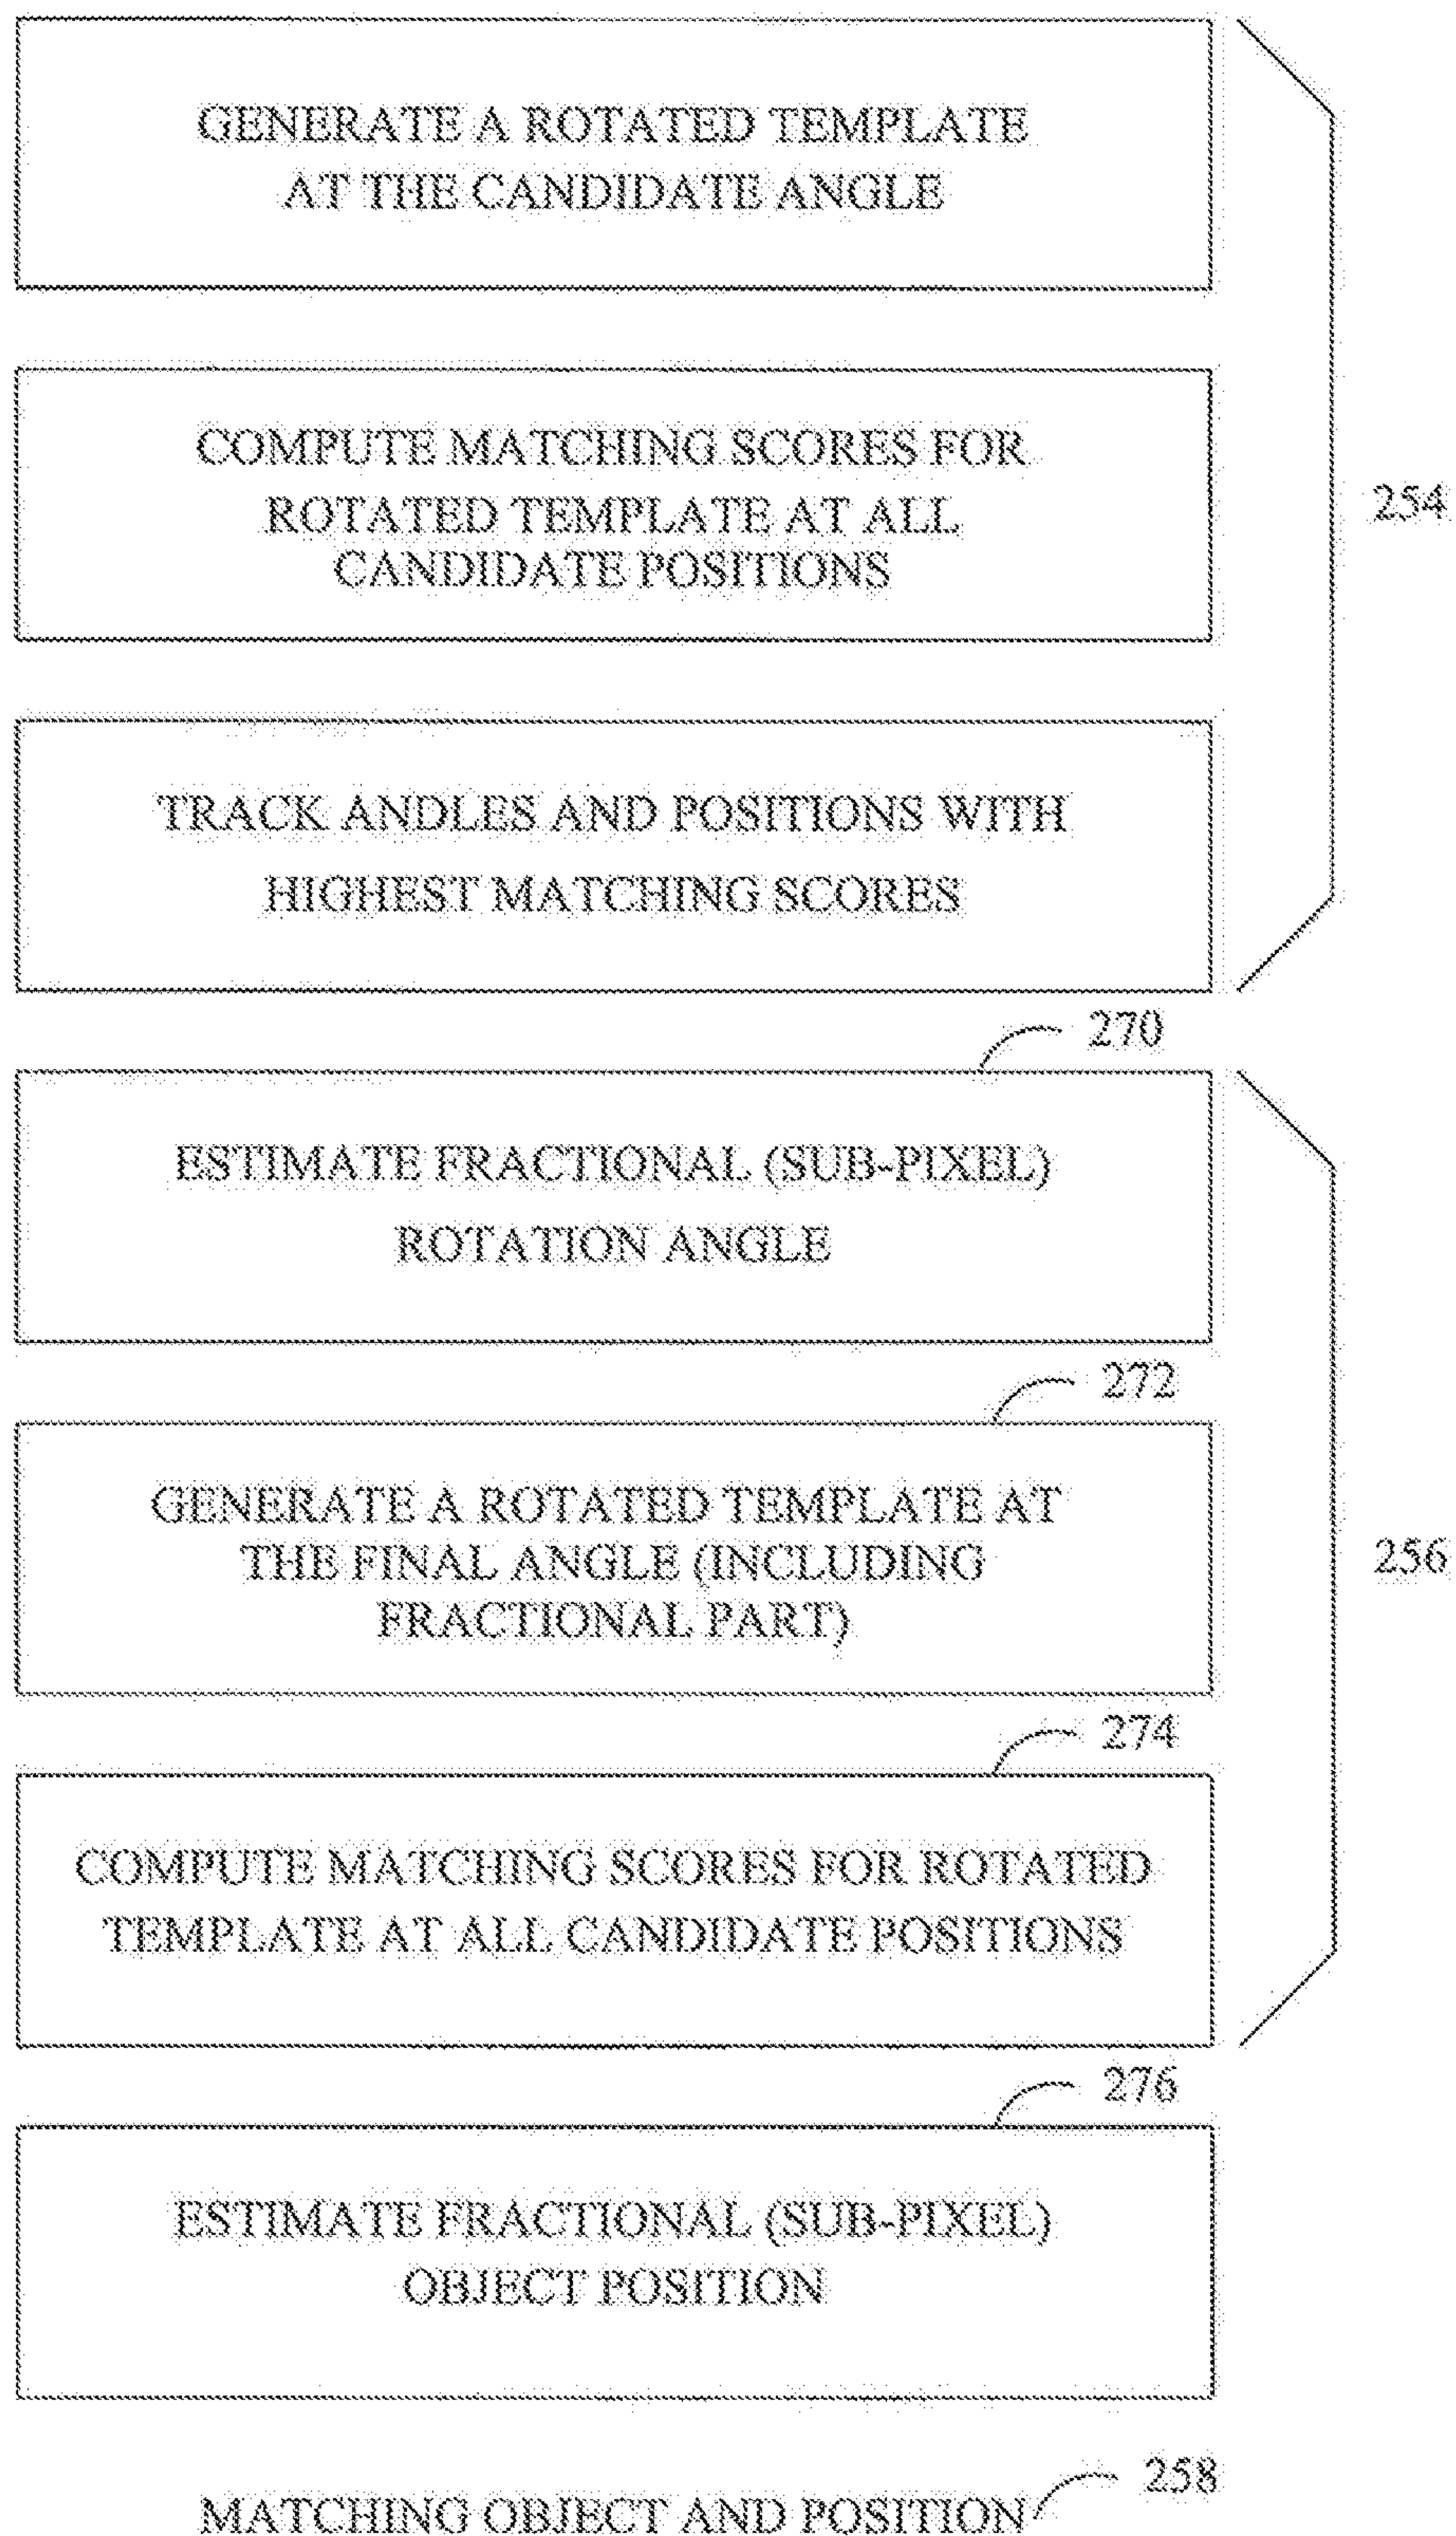 GENERATE A ROTATED TEMPLATE
AT THE CANDIDATE ANGLE
COMPUTE MATCHING SCORES FOR
ROTATED TEMPLATE AT ALL
CANDIDATE POSITIONS
254
TRACK ANDLES AND POSITIONS WITH
HIGHEST MATCHING SCORES
270
ESTIMATE FRACTIONAL (SUB-PIXEL)
ROTATION ANGLE
272
GENERATE A ROTATED TEMPLATE AT
THE FINAL ANGLE (INCLUDING
FRACTIONAL PART)
256
274
COMPUTE MATCHING SCORES FOR ROTATED
TEMPLATE AT ALL CANDIDATE POSITIONS
276
ESTIMATE FRACTIONAL (SUB-PIXEL)
OBJECT POSITION
258
MATCHING OBJECT AND POSITION